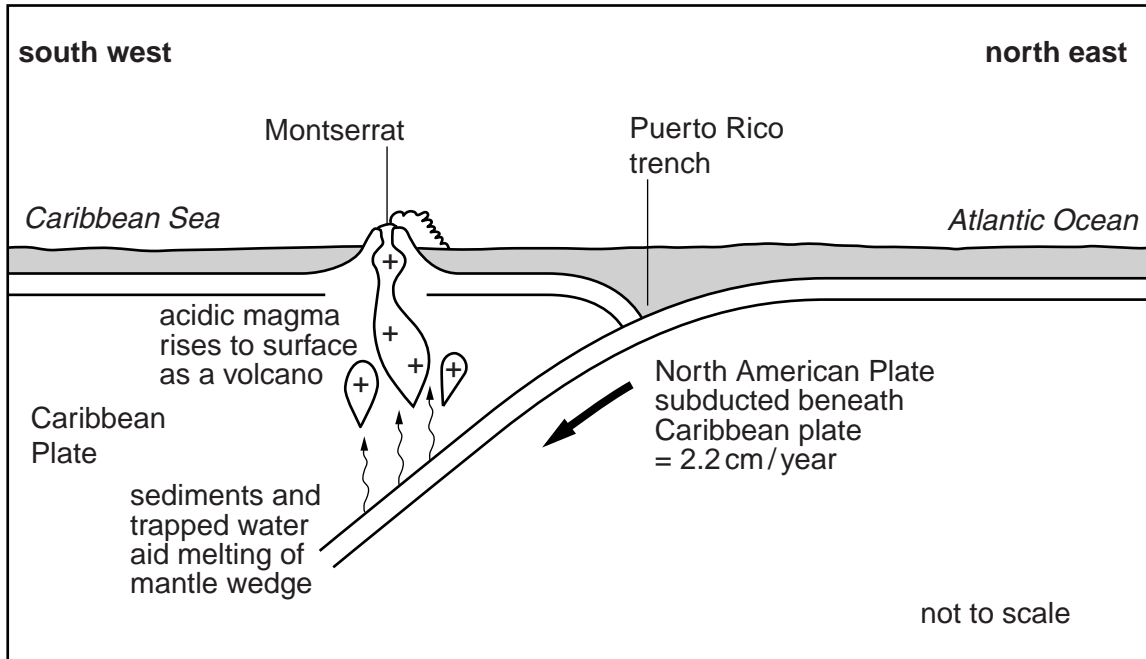 south west
north east
Montserrat
Puerto Rico
trench
Caribbean Sea
Atlantic Ocean
acidic magma
rises to surface
as a volcano
North American Plate
subducted beneath
Caribbean plate
= 2.2 cm / year
Caribbean
Plate
sediments and
trapped water
aid melting of
mantle wedge
not to scale